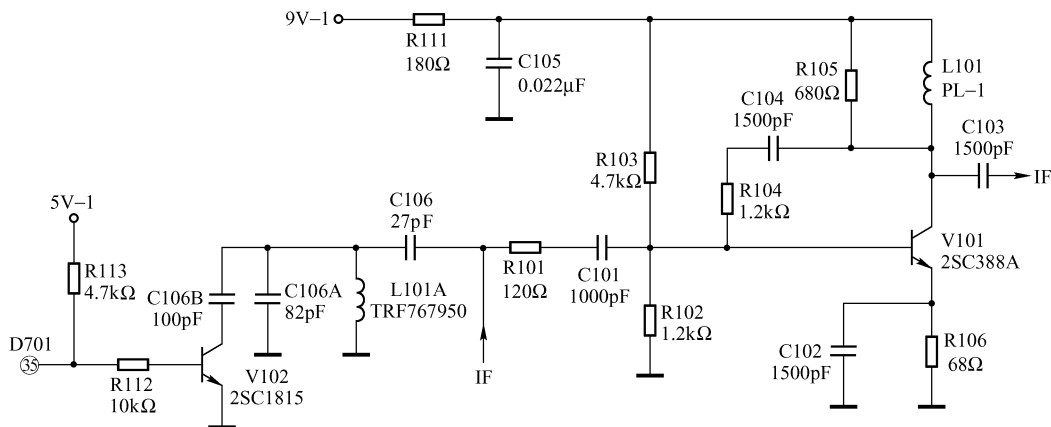 9V-1
R111
180Ω
C105
0.022μF
R105
680Ω
L101
PL-1
C104
1500pF
C103
1500pF
IF
R103
4.7kΩ
R104
1.2kΩ
5V-1
C106
27pF
R113
4.7kΩ
C106B
100pF
C106A
82pF
L101A
TRF767950
R101
120Ω
C101
1000pF
V101
2SC388A
R102
1.2kΩ
D701
35
R112
10kΩ
V102
2SC1815
IF
C102
1500pF
R106
68Ω